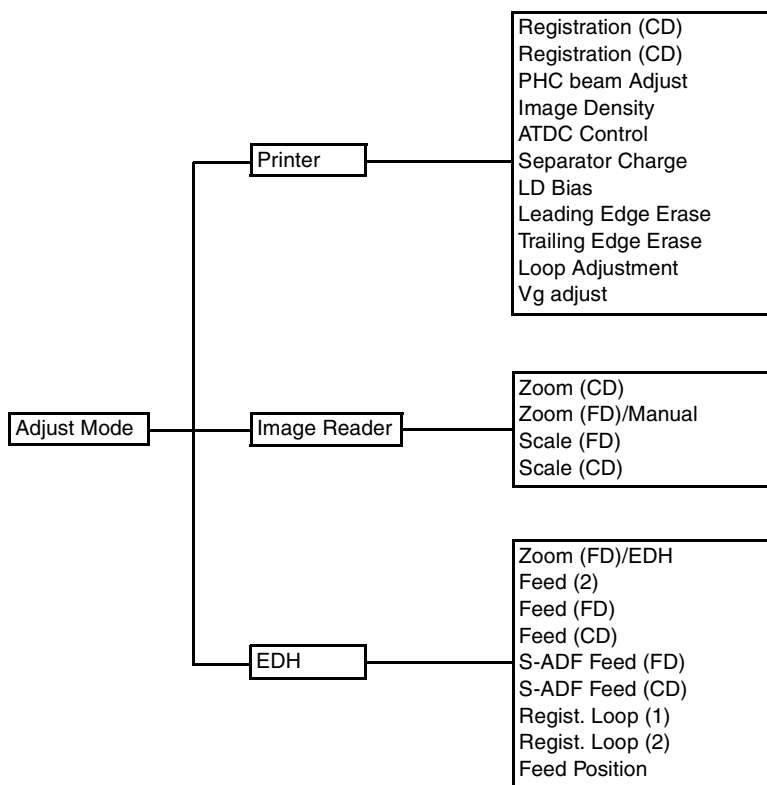 Adjust Mode
Printer
Registration (CD)
Registration (CD)
PHC beam Adjust
Image Density
ATDC Control
Separator Charge
LD Bias
Leading Edge Erase
Trailing Edge Erase
Loop Adjustment
Vg adjust
Image Reader
Zoom (CD)
Zoom (FD)/Manual
Scale (FD)
Scale (CD)
EDH
Zoom (FD)/EDH
Feed (2)
Feed (FD)
Feed (CD)
S-ADF Feed (FD)
S-ADF Feed (CD)
Regist. Loop (1)
Regist. Loop (2)
Feed Position